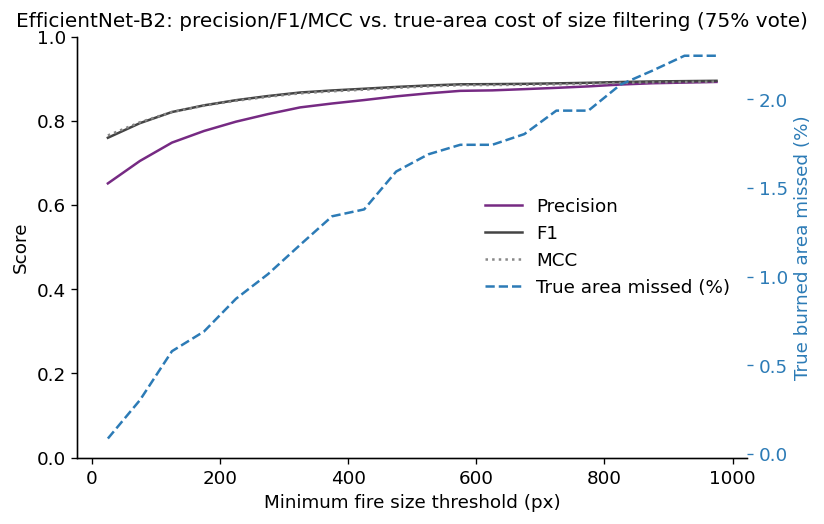 EfficientNet-B2: precision/F1/MCC vs. true-area cost of size filtering (75% vote)
1.0
0.8
0.6
0.4
0.2
0.0
Score
0
200
400
600
800
1000
Minimum fire size threshold (px)
Precision
F1
MCC
True area missed (%)
2.0
1.5
1.0
0.5
0.0
True burned area missed (%)